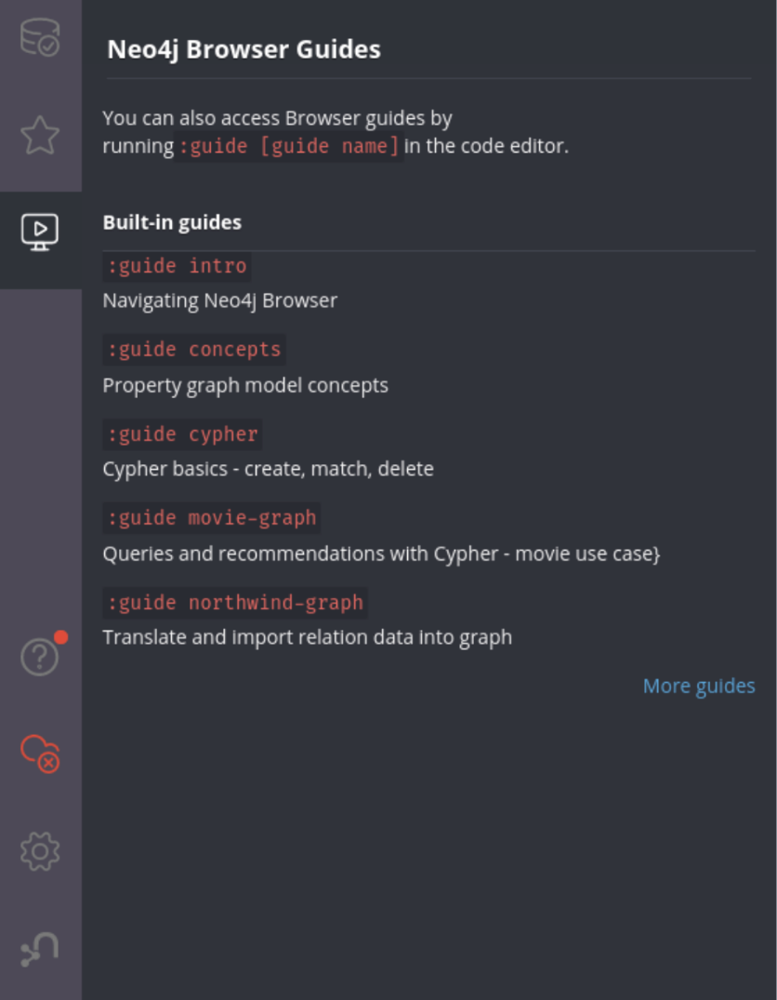 Neo4j Browser Guides
You can also access Browser guides by
running :guide [guide name] in the code editor.
Built-in guides
:guide intro
Navigating Neo4j Browser
:guide concepts
Property graph model concepts
:guide cypher
Cypher basics - create, match, delete
:guide movie-graph
Queries and recommendations with Cypher - movie use case}
:guide northwind-graph
Translate and import relation data into graph
More guides